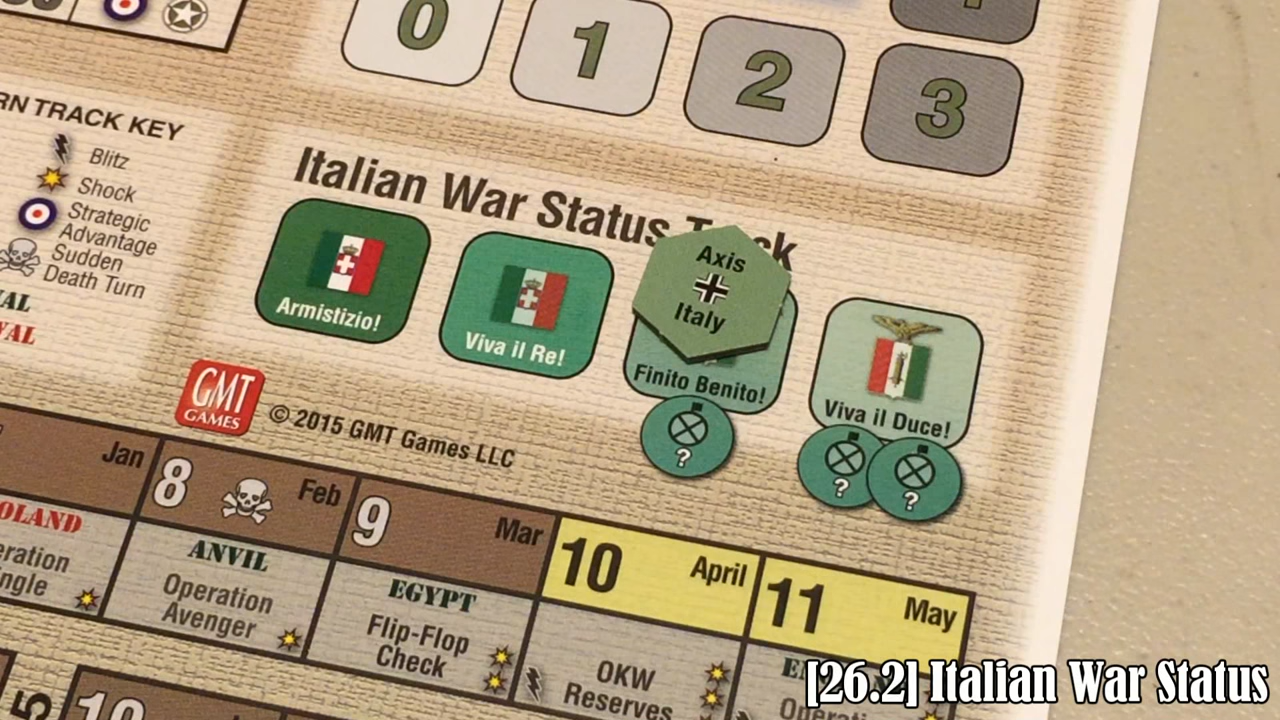 0
1
2
3
RN TRACK KEY
Blitz
Shock
Strategic
Advantage
Sudden
Death Turn
Italian War Status
Axis
Italy
Armistizio!
Viva il Re!
Finito Benito!
Viva il Duce!
?
?
?
GMT
GAMES
© 2015 GMT Games LLC
Jan
8
Feb
9
Mar
10
April
11
May
OLAND
ANVIL
Operation
Avenger
EGYPT
Flip-Flop
Check
OKW
Reserves
[26.2] Italian War Status